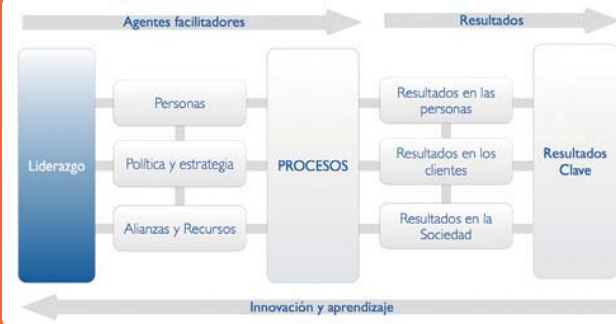 Agentes facilitadores
Resultados
Liderazgo
Personas
Política y estrategia
Alianzas y Recursos
PROCESOS
Resultados en las
personas
Resultados en los
clientes
Resultados en la
Sociedad
Resultados
Clave
Innovación y aprendizaje